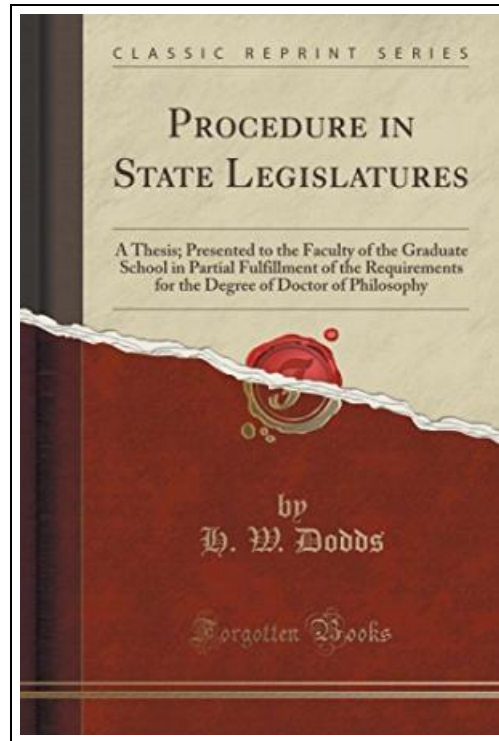 CLASSIC REPRINT SERIES
PROCEDURE IN
STATE LEGISLATURES
A Thesis; Presented to the Faculty of the Graduate
School in Partial Fulfillment of the Requirements
for the Degree of Doctor of Philosophy
by
H. W. Dodds
Forgotten Books